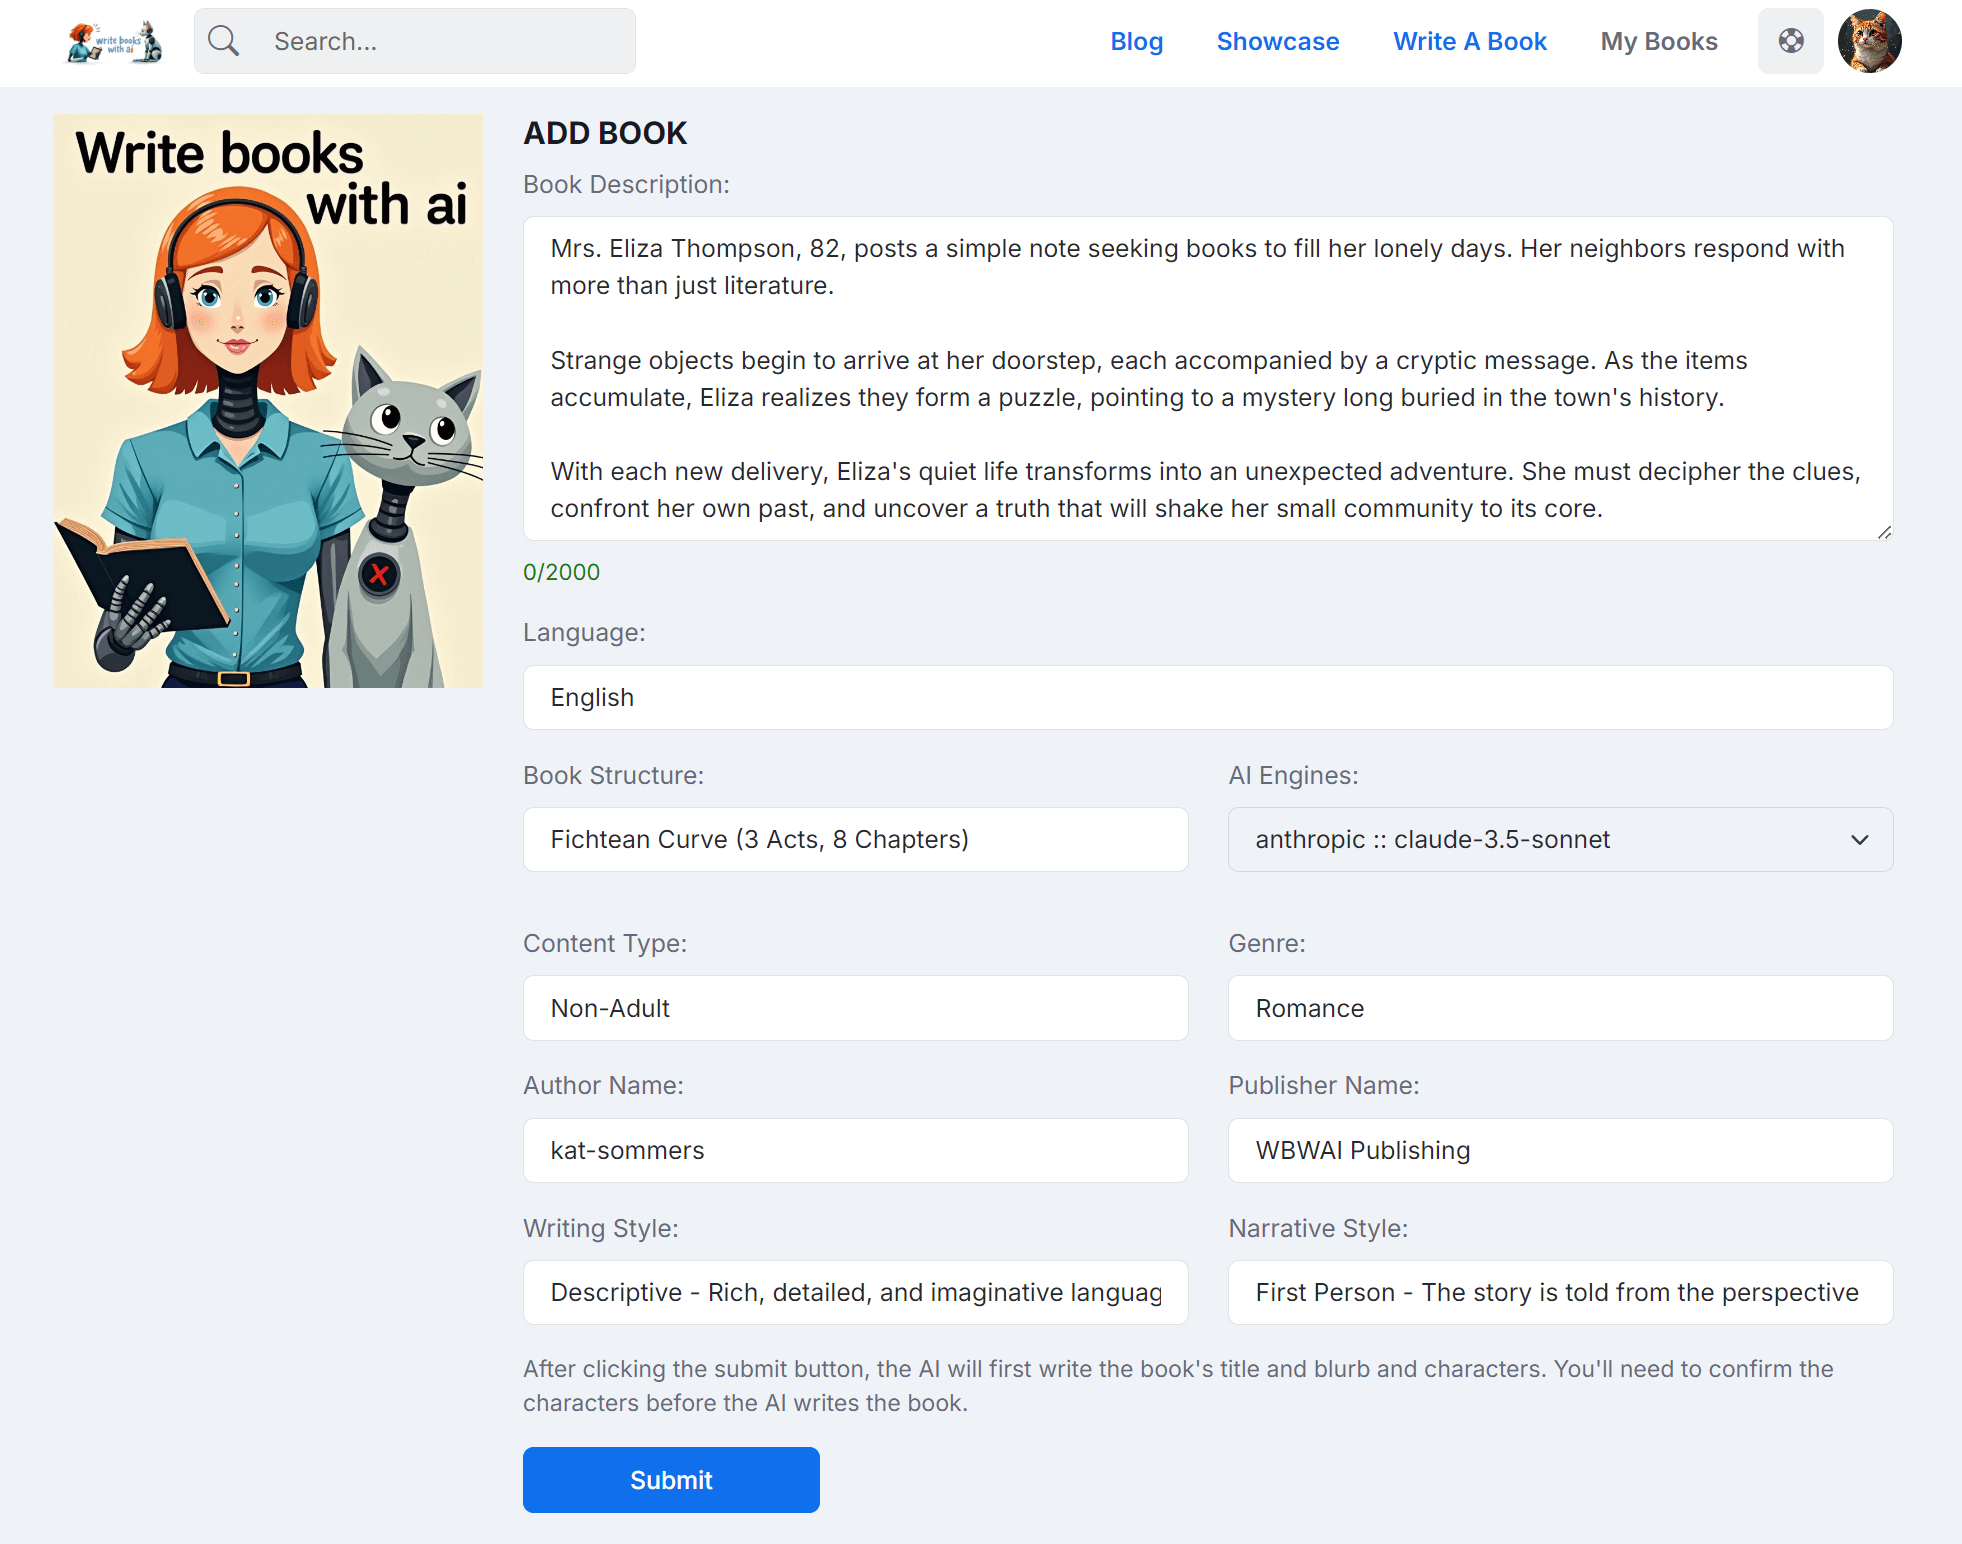 write books
with ai
Search...
Blog
Showcase
Write A Book
My Books
Write books
with ai
X
ADD BOOK
Book Description:
Mrs. Eliza Thompson, 82, posts a simple note seeking books to fill her lonely days. Her neighbors respond with
more than just literature.
Strange objects begin to arrive at her doorstep, each accompanied by a cryptic message. As the items
accumulate, Eliza realizes they form a puzzle, pointing to a mystery long buried in the town's history.
With each new delivery, Eliza's quiet life transforms into an unexpected adventure. She must decipher the clues,
confront her own past, and uncover a truth that will shake her small community to its core.
0/2000
Language:
English
Book Structure:
AI Engines:
Fichtean Curve (3 Acts, 8 Chapters)
anthropic :: claude-3.5-sonnet
Content Type:
Genre:
Non-Adult
Romance
Author Name:
Publisher Name:
kat-sommers
WBWAI Publishing
Writing Style:
Narrative Style:
Descriptive - Rich, detailed, and imaginative languag
First Person - The story is told from the perspective
After clicking the submit button, the AI will first write the book's title and blurb and characters. You'll need to confirm the
characters before the AI writes the book.
Submit